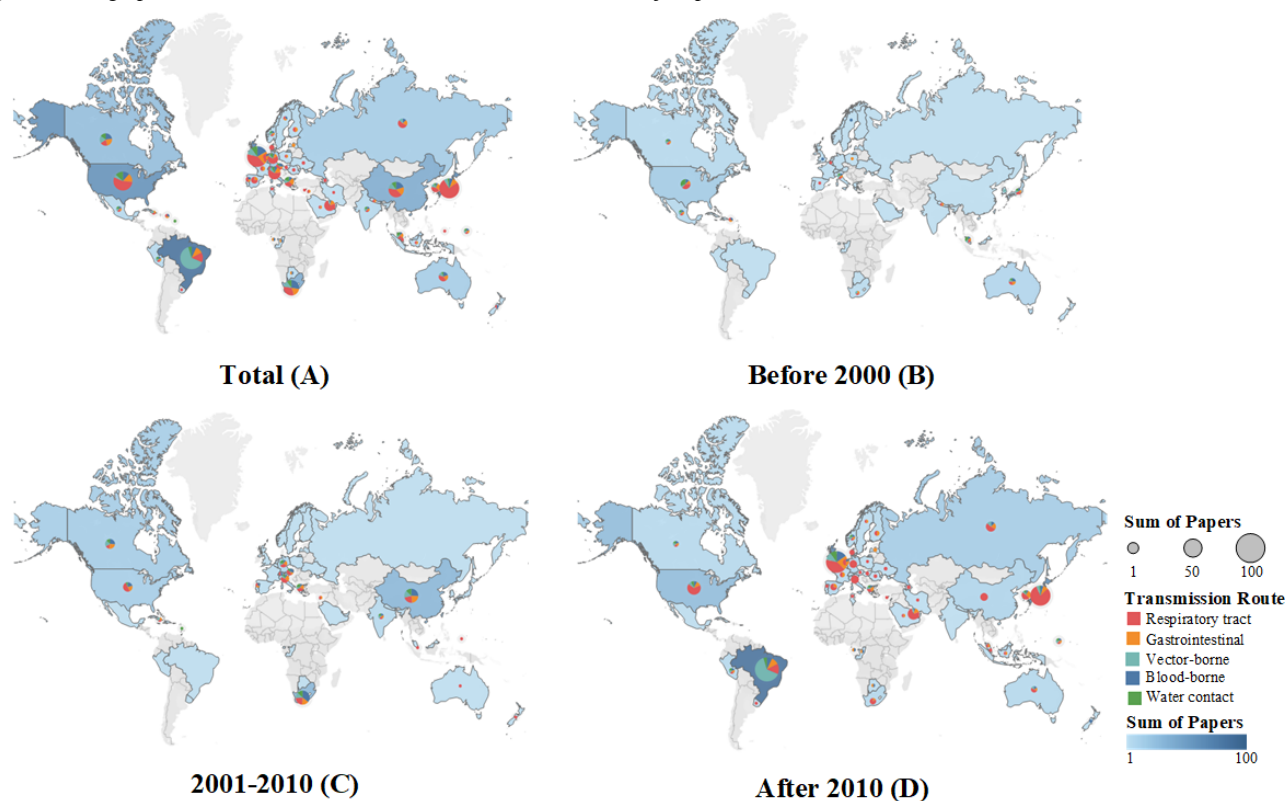 Total (A)
Before 2000 (B)
2001-2010 (C)
After 2010 (D)
Sum of Papers
1 50 100
Transmission Route
Respiratory tract
Gastrointestinal
Vector-borne
Blood-borne
Water contact
Sum of Papers
1 100